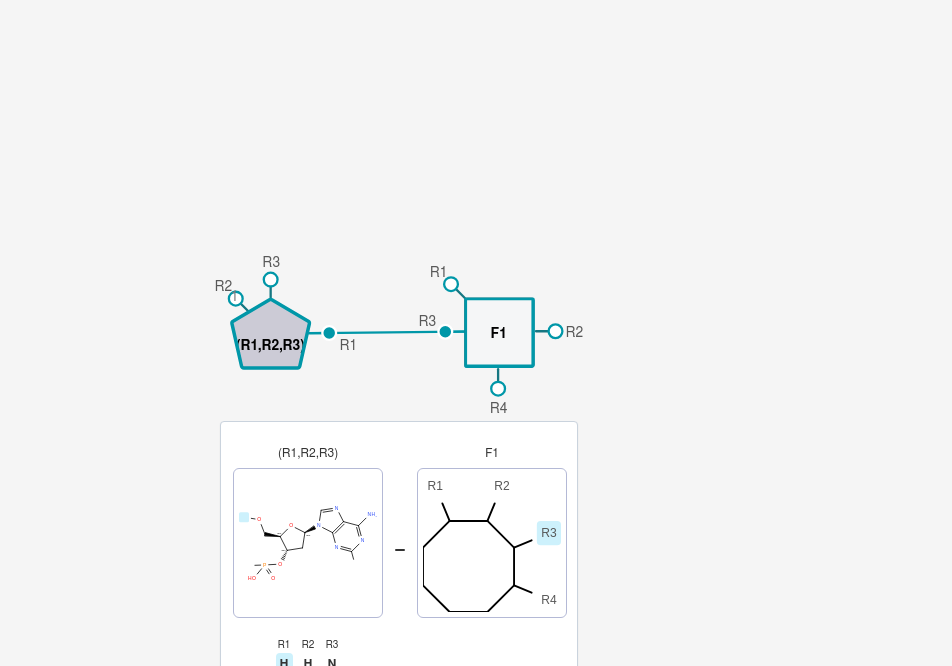 R3
R2
R1
R3
(R1,R2,R3)
R1
F1
R2
R4
(R1,R2,R3)
F1
R1 R2
R3
R4
O
O
N
N
N
N
N
NH
O
P
HO
O
R1 R2 R3
H H N